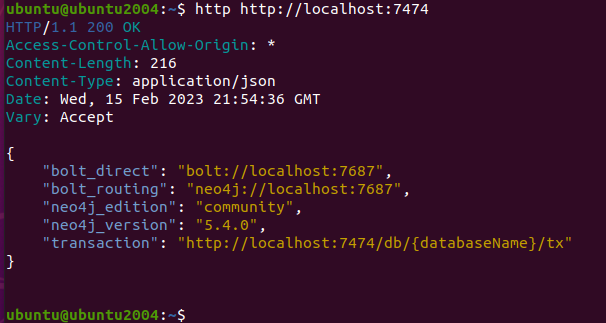 ubuntu@ubuntu2004:~$ http http://localhost:7474
HTTP/1.1 200 OK
Access-Control-Allow-Origin: *
Content-Length: 216
Content-Type: application/json
Date: Wed, 15 Feb 2023 21:54:36 GMT
Vary: Accept

{
    "bolt_direct": "bolt://localhost:7687",
    "bolt_routing": "neo4j://localhost:7687",
    "neo4j_edition": "community",
    "neo4j_version": "5.4.0",
    "transaction": "http://localhost:7474/db/{databaseName}/tx"
}

ubuntu@ubuntu2004:~$